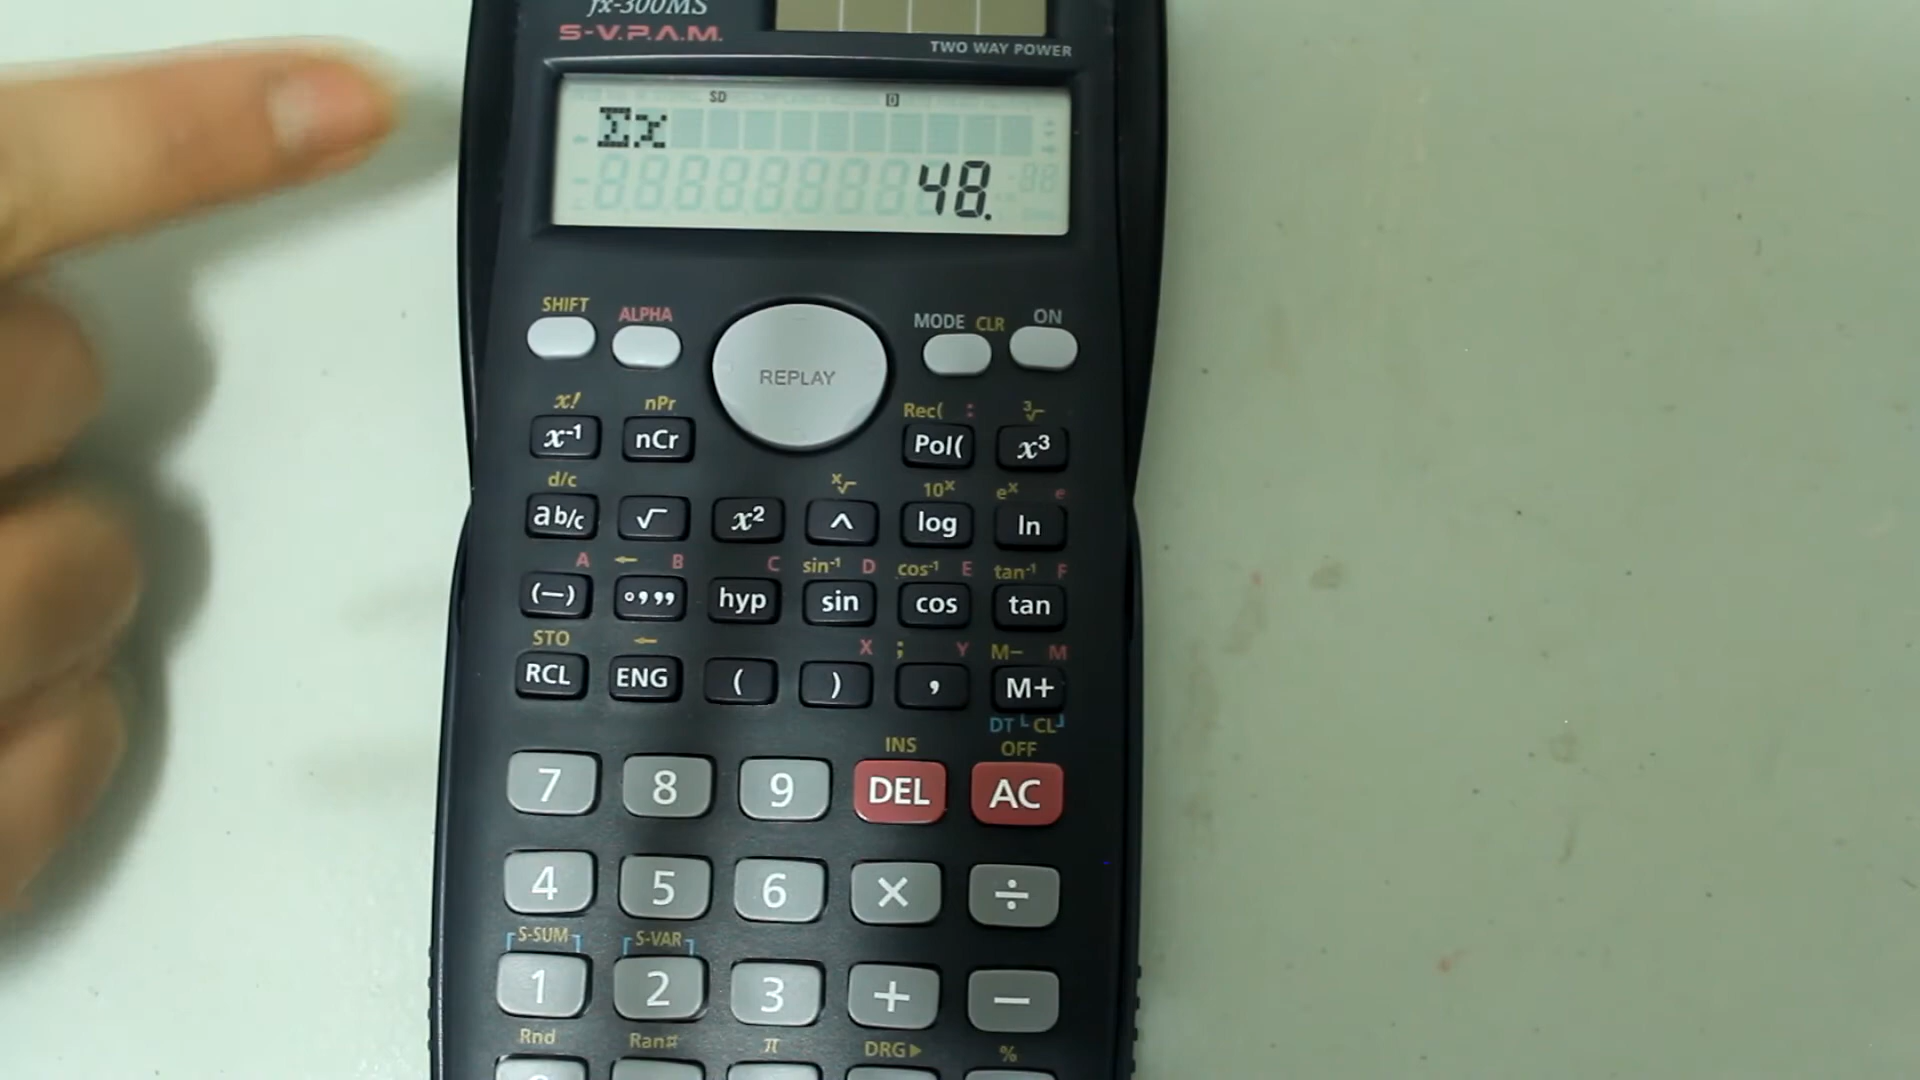 fx-300MS
S-V.P.A.M.
TWO WAY POWER
SD D
Σx
48.
SHIFT ALPHA MODE CLR ON
REPLAY
x! nPr Rec( : ³√
x⁻¹ nCr Pol( x³
d/c ˣ√ 10ˣ eˣ e
ab/c √ x² ^ log ln
A ← B C sin⁻¹ D cos⁻¹ E tan⁻¹ F
(−) °,,, hyp sin cos tan
STO ← X ; Y M− M
RCL ENG ( ) , M+
DT CL
INS OFF
7 8 9 DEL AC
4 5 6 × ÷
S-SUM S-VAR
1 2 3 + −
Rnd Ran# π DRG▶ %